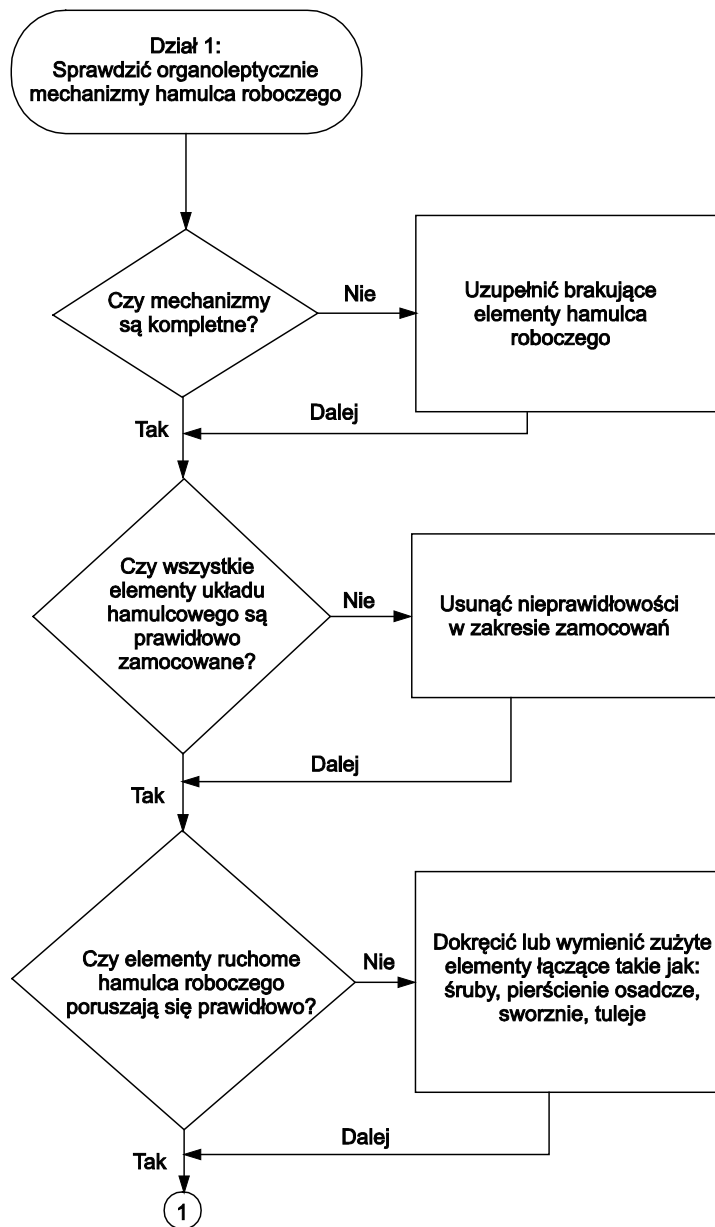 Dział 1:
Sprawdzić organoleptycznie
mechanizmy hamulca roboczego
Czy mechanizmy
są kompletne?
Nie
Uzupełnić brakujące
elementy hamulca
roboczego
Dalej
Tak
Czy wszystkie
elementy układu
hamulcowego są
prawidłowo
zamocowane?
Nie
Usunąć nieprawidłowości
w zakresie zamocowań
Dalej
Tak
Czy elementy ruchome
hamulca roboczego
poruszają się prawidłowo?
Nie
Dokręcić lub wymienić zużyte
elementy łączące takie jak:
śruby, pierścienie osadcze,
sworznie, tuleje
Dalej
Tak
1